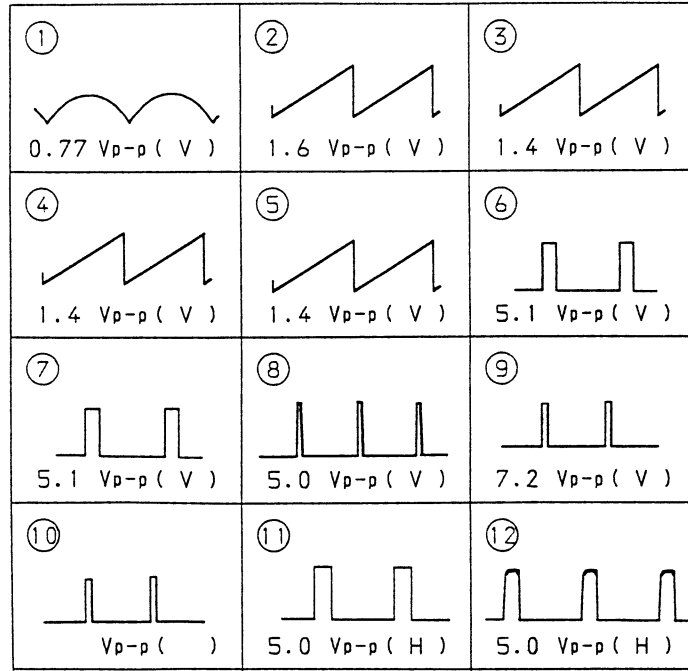 ① ② ③
0.77 Vp-p ( V ) 1.6 Vp-p ( V ) 1.4 Vp-p ( V )
④ ⑤ ⑥
1.4 Vp-p ( V ) 1.4 Vp-p ( V ) 5.1 Vp-p ( V )
⑦ ⑧ ⑨
5.1 Vp-p ( V ) 5.0 Vp-p ( V ) 7.2 Vp-p ( V )
⑩ ⑪ ⑫
Vp-p ( ) 5.0 Vp-p ( H ) 5.0 Vp-p ( H )